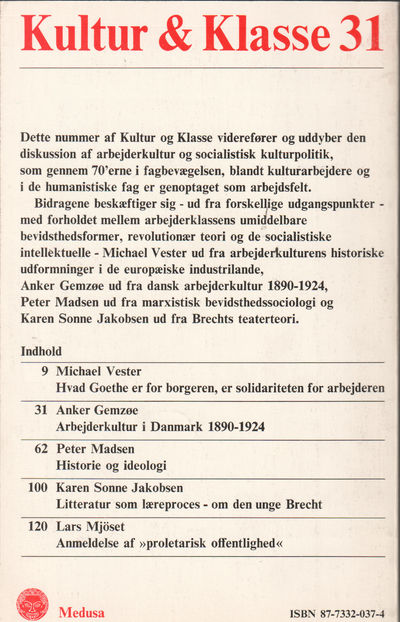 Kultur & Klasse 31
Dette nummer af Kultur og Klasse viderefører og uddyber den
diskussion af arbejderkultur og socialistisk kulturpolitik,
som gennem 70'erne i fagbevægelsen, blandt kulturarbejdere og
i de humanistiske fag er genoptaget som arbejdsfelt.
Bidragene beskæftiger sig - ud fra forskellige udgangspunkter -
med forholdet mellem arbejderklassens umiddelbare
bevidsthedsformer, revolutionær teori og de socialistiske
intellektuelle - Michael Vester ud fra arbejderkulturens historiske
udformninger i de europæiske industrilande,
Anker Gemzøe ud fra dansk arbejderkultur 1890-1924,
Peter Madsen ud fra marxistisk bevidsthedssociologi og
Karen Sonne Jakobsen ud fra Brechts teaterteori.
Indhold
9 Michael Vester
Hvad Goethe er for borgeren, er solidariteten for arbejderen
31 Anker Gemzøe
Arbejderkultur i Danmark 1890-1924
62 Peter Madsen
Historie og ideologi
100 Karen Sonne Jakobsen
Litteratur som læreproces - om den unge Brecht
120 Lars Mjöset
Anmeldelse af »proletarisk offentlighed«
Medusa
ISBN 87-7332-037-4